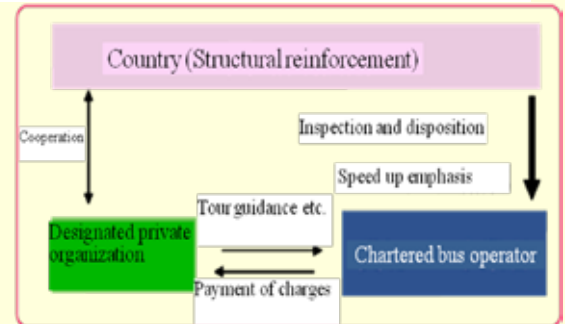 Country (Structural reinforcement)
Cooperation
Inspection and disposition
Speed up emphasis
Tour guidance etc.
Designated private
organization
Chartered bus operator
Payment of charges